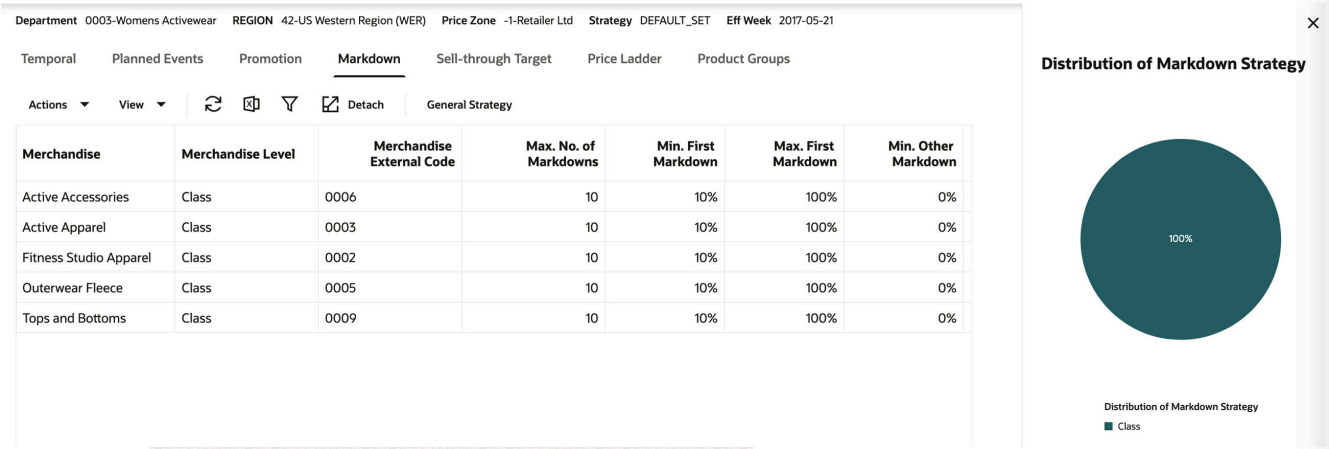 Department 0003-Womens Activewear REGION 42-US Western Region (WER) Price Zone -1-Retailer Ltd Strategy DEFAULT_SET Eff Week 2017-05-21
Temporal Planned Events Promotion Markdown Sell-through Target Price Ladder Product Groups
Actions View Detach General Strategy
Merchandise Merchandise Level Merchandise External Code Max. No. of Markdowns Min. First Markdown Max. First Markdown Min. Other Markdown
Active Accessories Class 0006 10 10% 100% 0%
Active Apparel Class 0003 10 10% 100% 0%
Fitness Studio Apparel Class 0002 10 10% 100% 0%
Outerwear Fleece Class 0005 10 10% 100% 0%
Tops and Bottoms Class 0009 10 10% 100% 0%
Distribution of Markdown Strategy
100%
Distribution of Markdown Strategy
Class